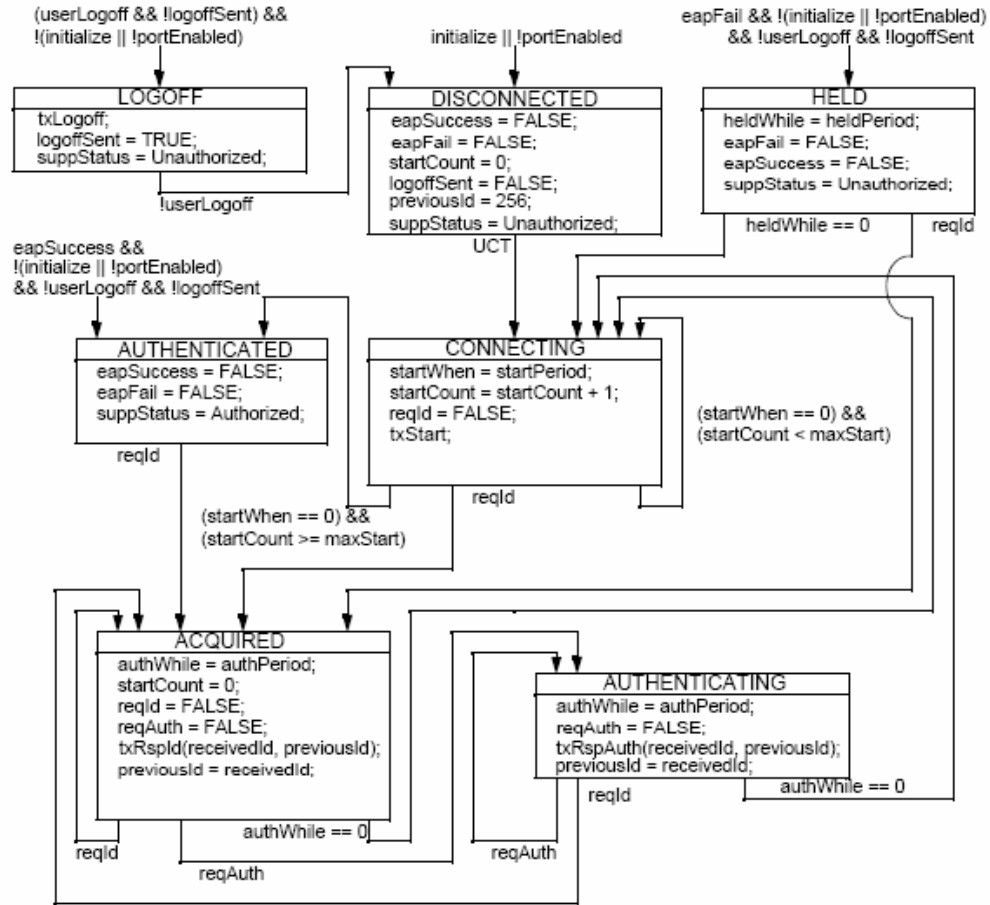 (userLogoff && !logoffSent) &&
!(initialize || !portEnabled)
initialize || !portEnabled
eapFail && !(initialize || !portEnabled)
&& !userLogoff && !logoffSent
LOGOFF
txLogoff;
logoffSent = TRUE;
suppStatus = Unauthorized;
!userLogoff
DISCONNECTED
eapSuccess = FALSE;
eapFail = FALSE;
startCount = 0;
logoffSent = FALSE;
previousId = 256;
suppStatus = Unauthorized;
UCT
HELD
heldWhile = heldPeriod;
eapFail = FALSE;
eapSuccess = FALSE;
suppStatus = Unauthorized;
heldWhile == 0
reqId
eapSuccess &&
!(initialize || !portEnabled)
&& !userLogoff && !logoffSent
AUTHENTICATED
eapSuccess = FALSE;
eapFail = FALSE;
suppStatus = Authorized;
reqId
CONNECTING
startWhen = startPeriod;
startCount = startCount + 1;
reqId = FALSE;
txStart;
reqId
(startWhen == 0) &&
(startCount < maxStart)
(startWhen == 0) &&
(startCount >= maxStart)
ACQUIRED
authWhile = authPeriod;
startCount = 0;
reqId = FALSE;
reqAuth = FALSE;
txRspId(receivedId, previousId);
previousId = receivedId;
authWhile == 0
reqId
reqAuth
AUTHENTICATING
authWhile = authPeriod;
reqAuth = FALSE;
txRspAuth(receivedId, previousId);
previousId = receivedId;
reqId
authWhile == 0
reqAuth